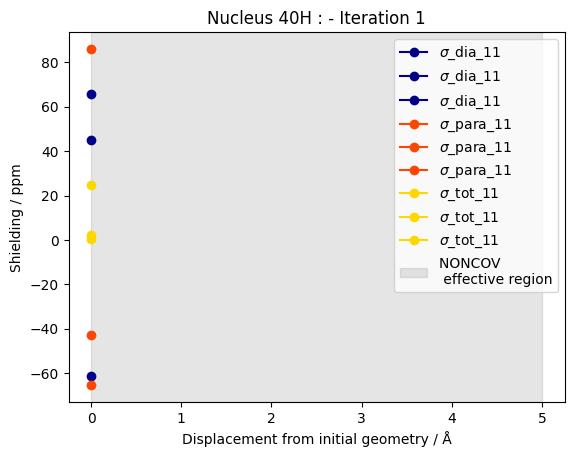 Nucleus 40H : - Iteration 1
80
60
40
20
0
−20
−40
−60
Shielding / ppm
0 1 2 3 4 5
Displacement from initial geometry / Å
σ_dia_11
σ_dia_11
σ_dia_11
σ_para_11
σ_para_11
σ_para_11
σ_tot_11
σ_tot_11
σ_tot_11
NONCOV
effective region